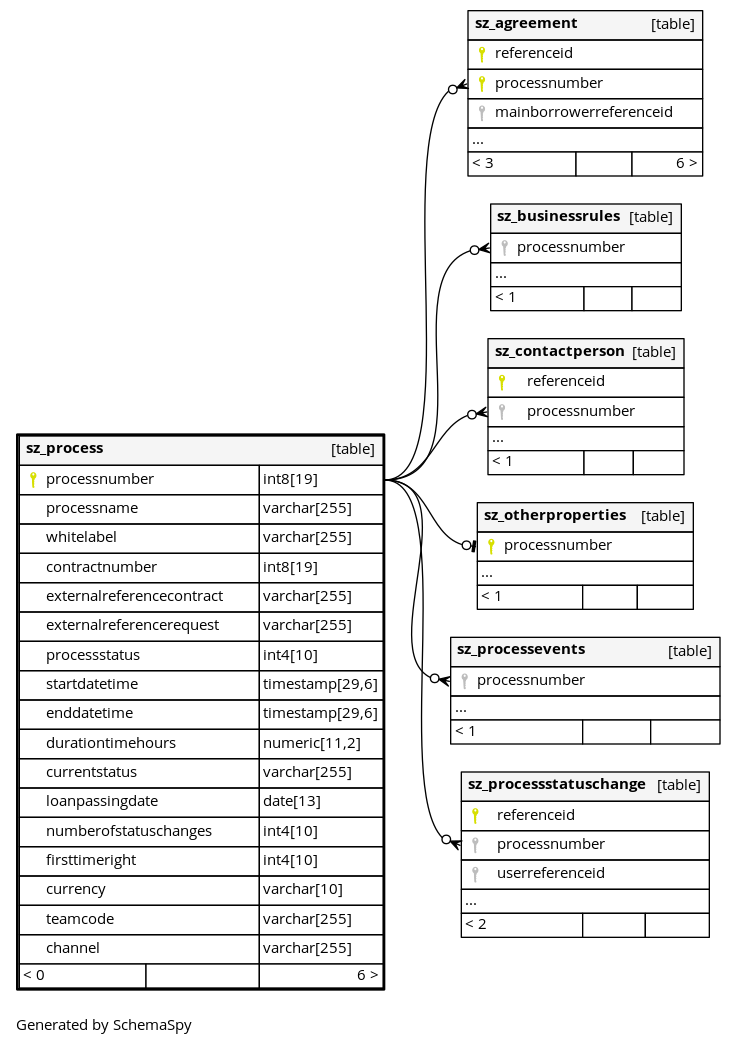 sz_agreement [table]
referenceid
processnumber
mainborrowerreferenceid
...
< 3 6 >
sz_businessrules [table]
processnumber
...
< 1
sz_contactperson [table]
referenceid
processnumber
...
< 1
sz_process [table]
processnumber int8[19]
processname varchar[255]
whitelabel varchar[255]
contractnumber int8[19]
externalreferencecontract varchar[255]
externalreferencerequest varchar[255]
processstatus int4[10]
startdatetime timestamp[29,6]
enddatetime timestamp[29,6]
durationtimehours numeric[11,2]
currentstatus varchar[255]
loanpassingdate date[13]
numberofstatuschanges int4[10]
firsttimeright int4[10]
currency varchar[10]
teamcode varchar[255]
channel varchar[255]
< 0 6 >
sz_otherproperties [table]
processnumber
...
< 1
sz_processevents [table]
processnumber
...
< 1
sz_processstatuschange [table]
referenceid
processnumber
userreferenceid
...
< 2
Generated by SchemaSpy